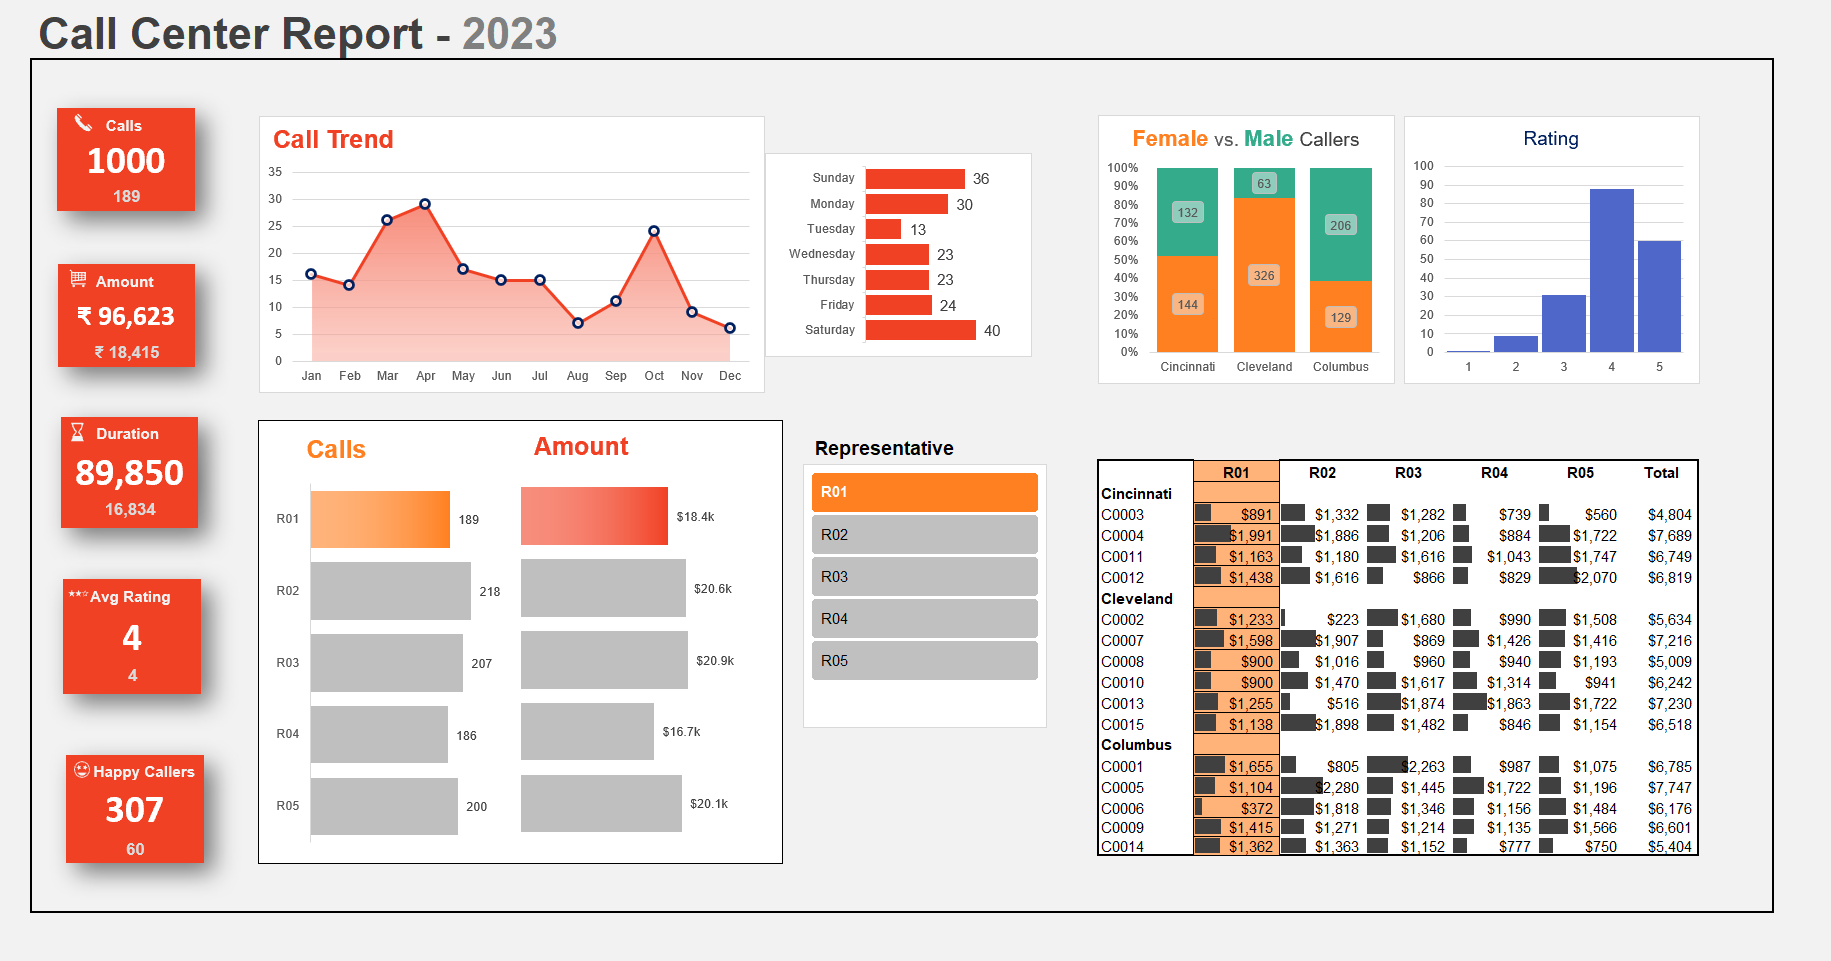 Call Center Report - 2023
Calls
1000
189
Amount
₹ 96,623
₹ 18,415
Duration
89,850
16,834
Avg Rating
4
4
Happy Callers
307
60
Call Trend
35
30
25
20
15
10
5
0
Jan Feb Mar Apr May Jun Jul Aug Sep Oct Nov Dec
Sunday 36
Monday 30
Tuesday 13
Wednesday 23
Thursday 23
Friday 24
Saturday 40
Female vs. Male Callers
100%
90%
80%
70%
60%
50%
40%
30%
20%
10%
0%
132 63 206
144 326 129
Cincinnati Cleveland Columbus
Rating
100
90
80
70
60
50
40
30
20
10
0
1 2 3 4 5
Calls Amount
R01 189 $18.4k
R02 218 $20.6k
R03 207 $20.9k
R04 186 $16.7k
R05 200 $20.1k
Representative
R01
R02
R03
R04
R05
R01 R02 R03 R04 R05 Total
Cincinnati
C0003 $891 $1,332 $1,282 $739 $560 $4,804
C0004 $1,991 $1,886 $1,206 $884 $1,722 $7,689
C0011 $1,163 $1,180 $1,616 $1,043 $1,747 $6,749
C0012 $1,438 $1,616 $866 $829 $2,070 $6,819
Cleveland
R0002 $1,233 $223 $1,680 $990 $1,508 $5,634
C0007 $1,598 $1,907 $869 $1,426 $1,416 $7,216
C0008 $900 $1,016 $960 $940 $1,193 $5,009
C0010 $900 $1,470 $1,617 $1,314 $941 $6,242
C0013 $1,255 $516 $1,874 $1,863 $1,722 $7,230
C0015 $1,138 $1,898 $1,482 $846 $1,154 $6,518
Columbus
C0001 $1,655 $805 $2,263 $987 $1,075 $6,785
C0005 $1,104 $2,280 $1,445 $1,722 $1,196 $7,747
C0006 $372 $1,818 $1,346 $1,156 $1,484 $6,176
C0009 $1,415 $1,271 $1,214 $1,135 $1,566 $6,601
C0014 $1,362 $1,363 $1,152 $777 $750 $5,404